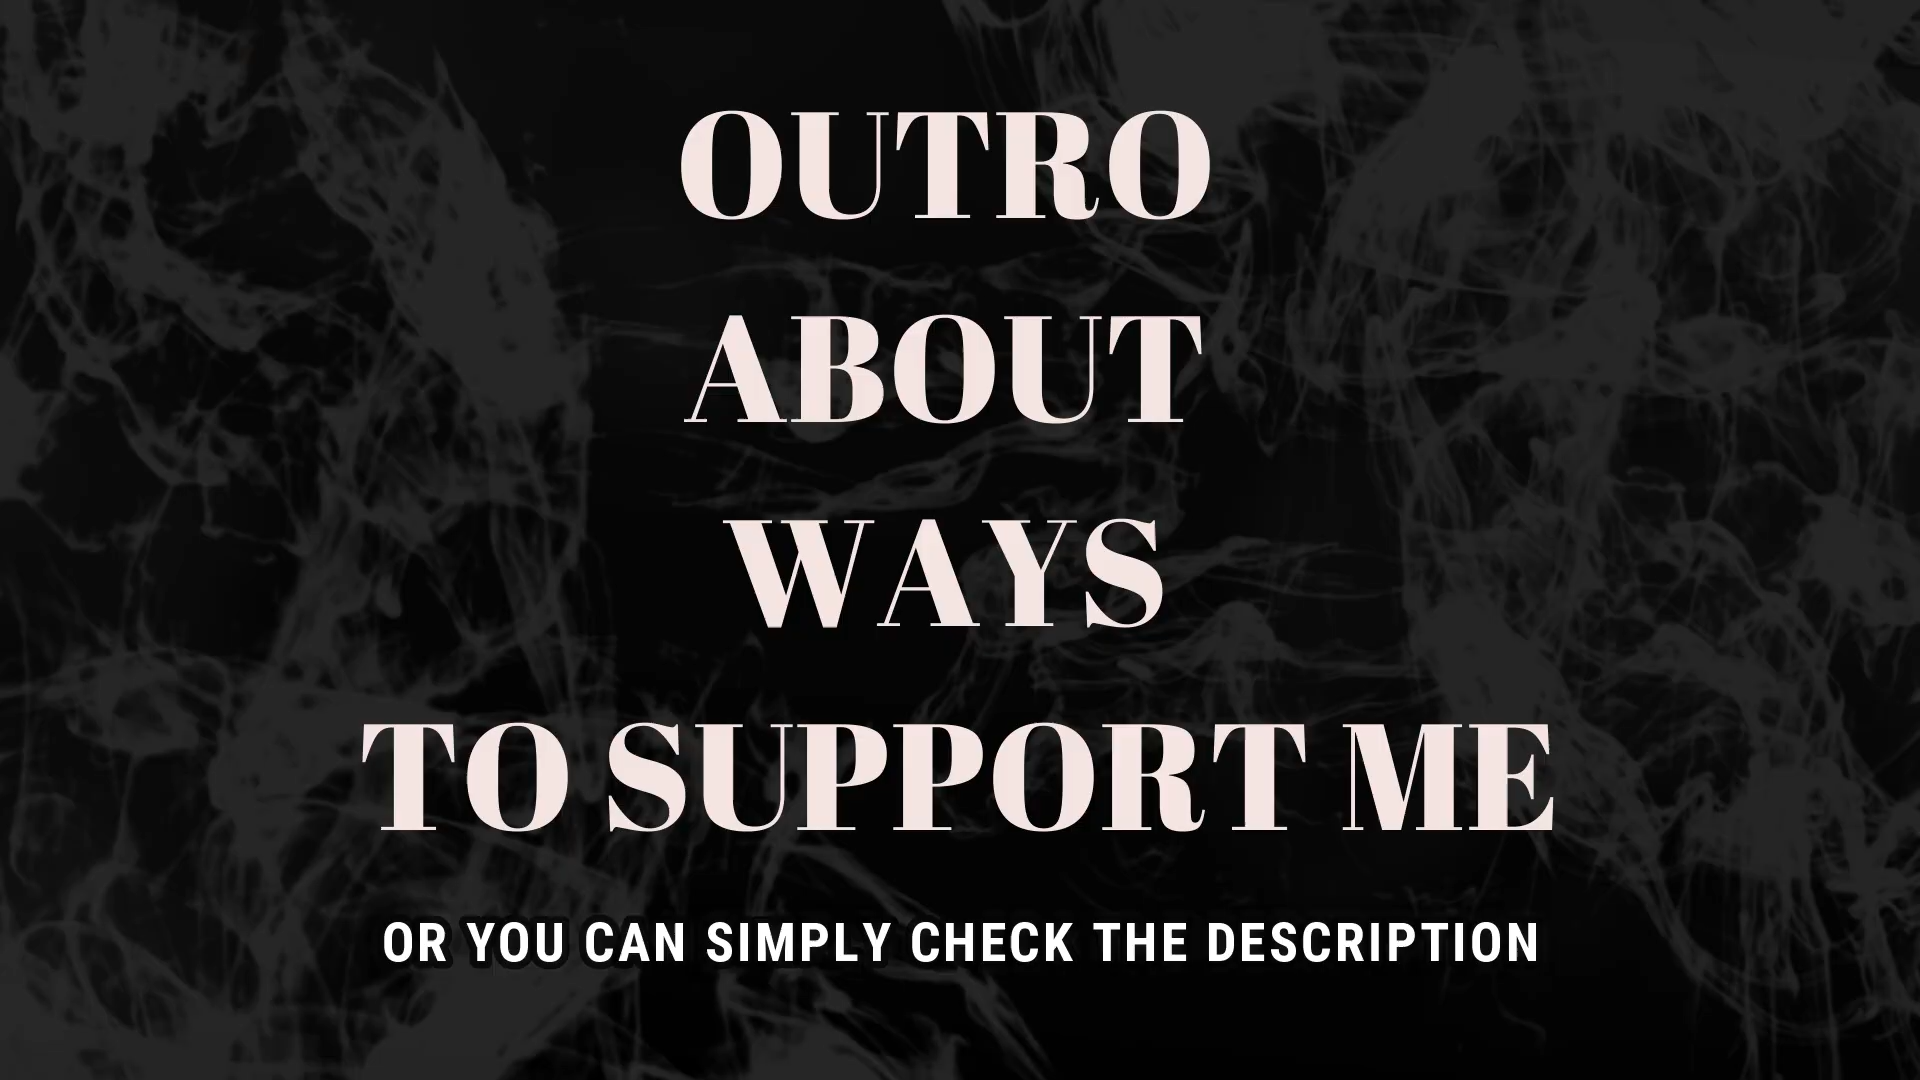 OUTRO
ABOUT
WAYS
TO SUPPORT ME
OR YOU CAN SIMPLY CHECK THE DESCRIPTION